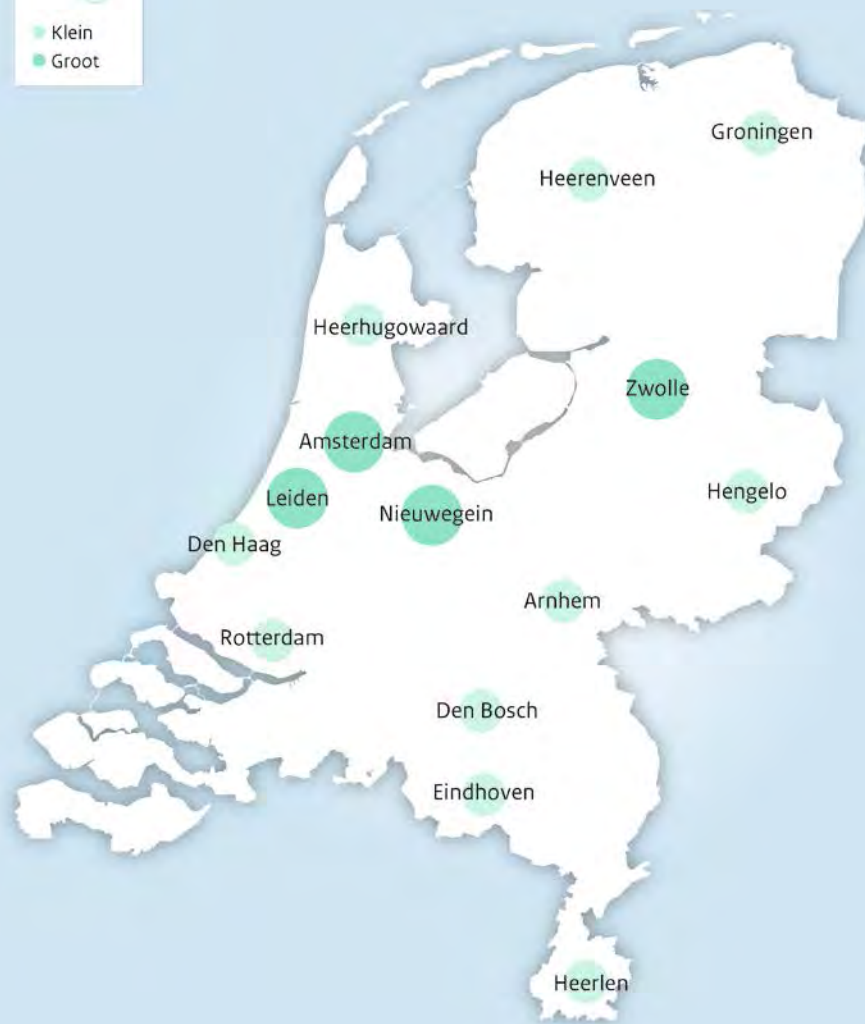 Klein
Groot
Groningen
Heerenveen
Heerhugowaard
Zwolle
Amsterdam
Hengelo
Leiden
Nieuwegein
Den Haag
Arnhem
Rotterdam
Den Bosch
Eindhoven
Heerlen